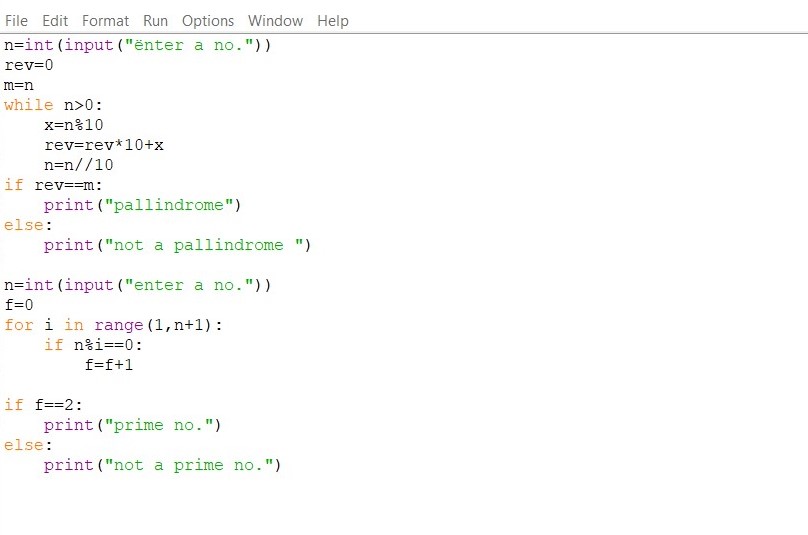 File Edit Format Run Options Window Help
n=int(input("ënter a no."))
rev=0
m=n
while n>0:
    x=n%10
    rev=rev*10+x
    n=n//10
if rev==m:
    print("pallindrome")
else:
    print("not a pallindrome ")
n=int(input("enter a no."))
f=0
for i in range(1,n+1):
    if n%i==0:
        f=f+1
if f==2:
    print("prime no.")
else:
    print("not a prime no.")